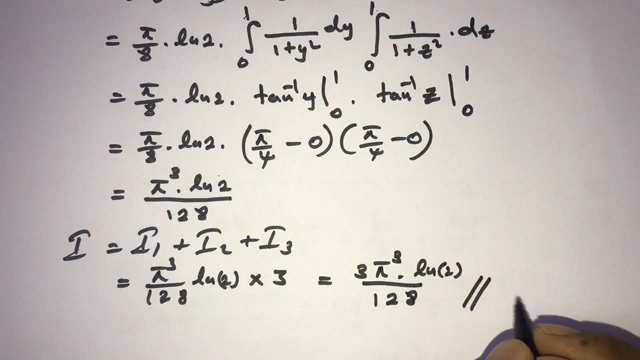 = π/8 · ln2 · ∫₀¹ 1/(1+y²) dy ∫₀¹ 1/(1+z²) · dz
= π/8 · ln2 · tan⁻¹y|₀¹ · tan⁻¹z|₀¹
= π/8 · ln2 · (π/4 − 0)(π/4 − 0)
= π³ · ln2 / 128
I = I₁ + I₂ + I₃
= π³/128 ln(2) × 3 = 3π³ · ln(2) / 128 //